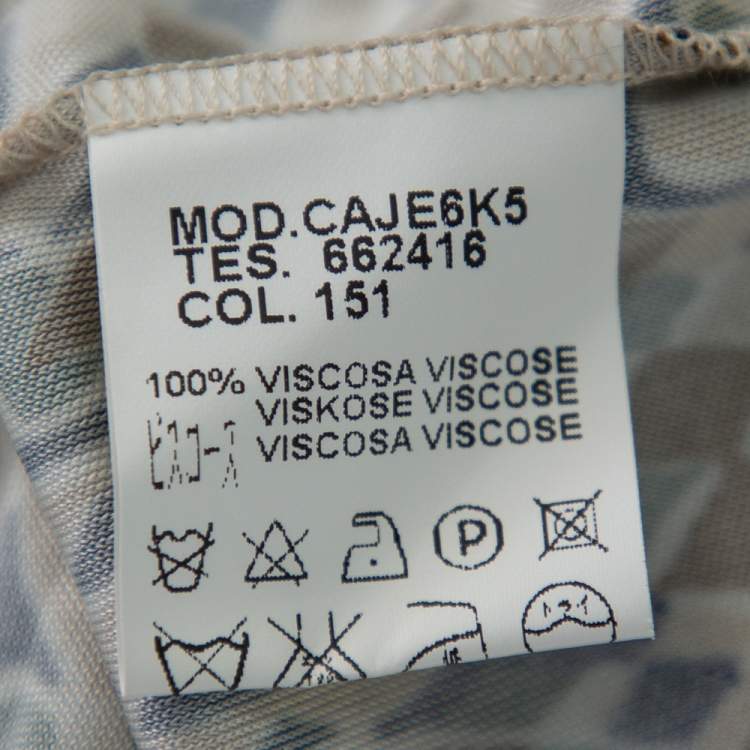 MOD.CAJE6K5
TES. 662416
COL. 151
100% VISCOSA VISCOSE
VISKOSE VISCOSE
VISCOSA VISCOSE
P